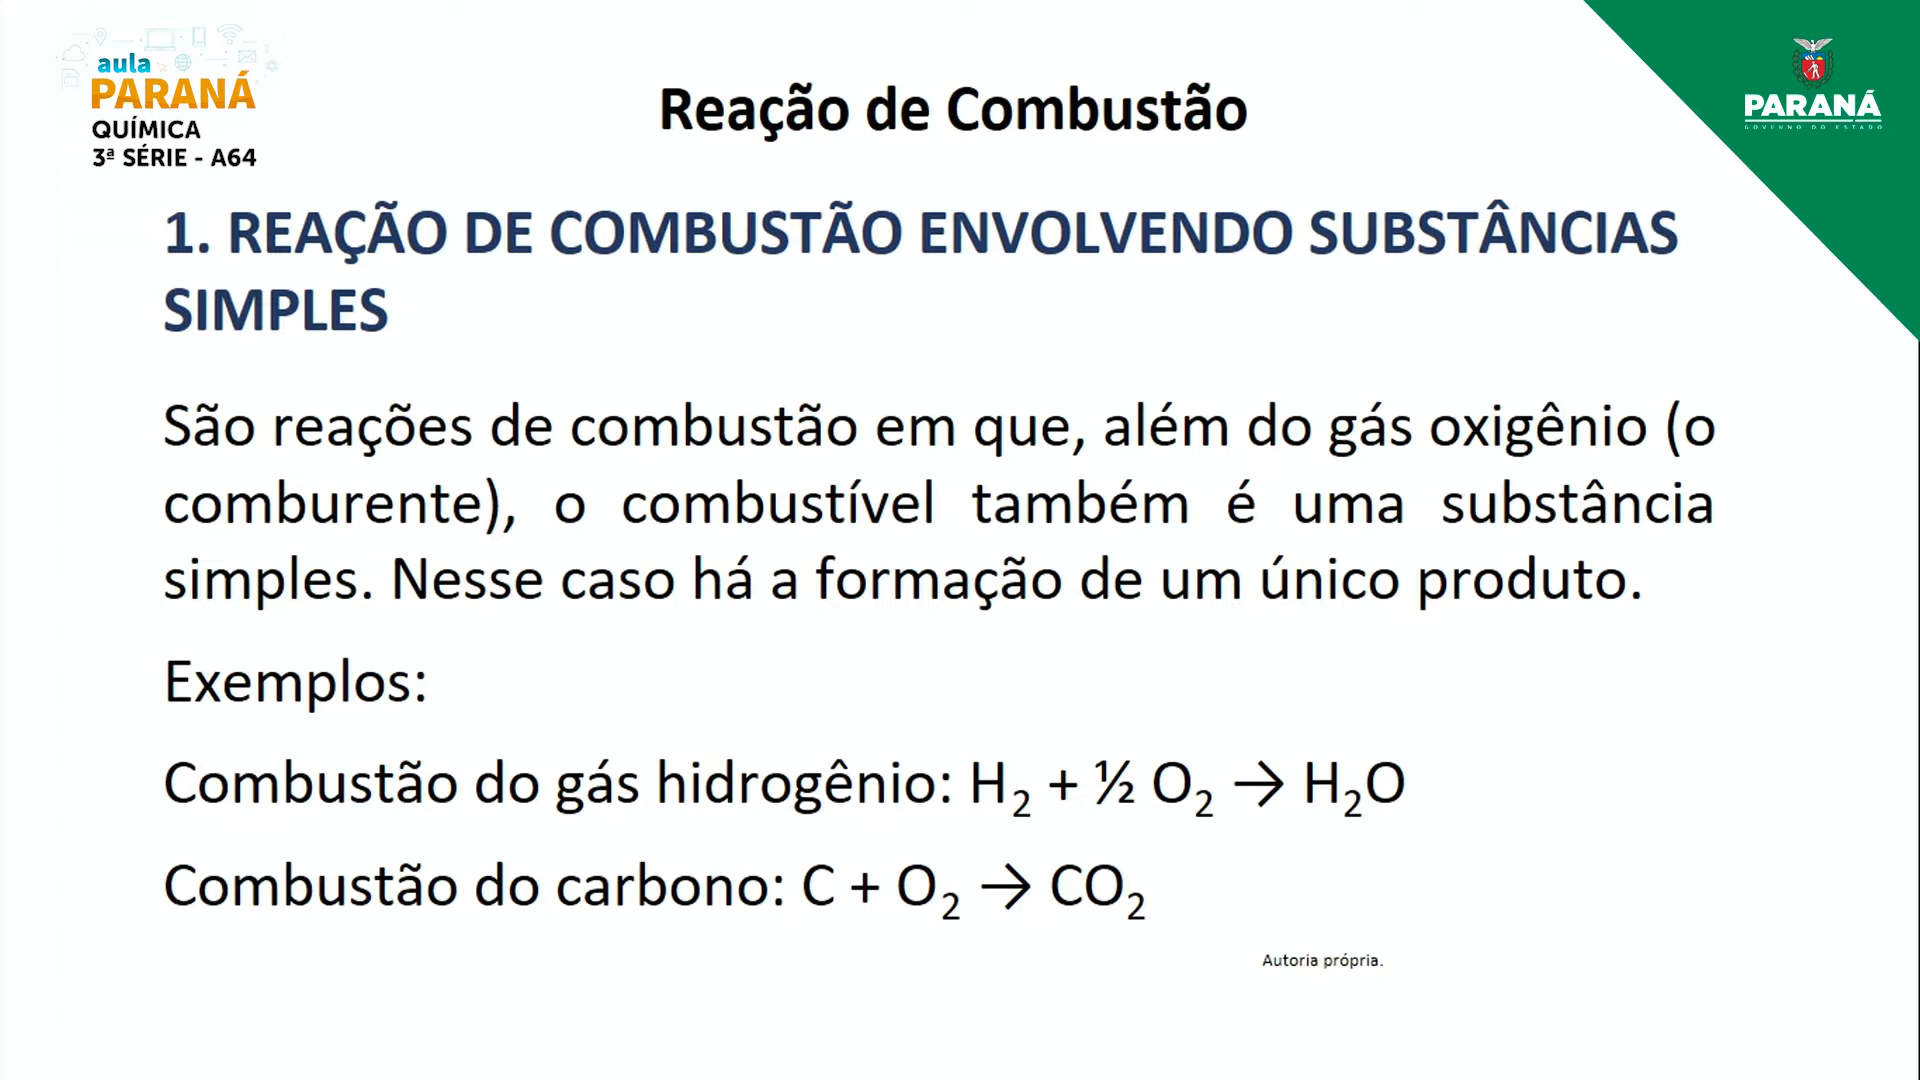 aula
PARANÁ
QUÍMICA
3ª SÉRIE - A64
Reação de Combustão
PARANÁ
GOVERNO DO ESTADO
1. REAÇÃO DE COMBUSTÃO ENVOLVENDO SUBSTÂNCIAS
SIMPLES
São reações de combustão em que, além do gás oxigênio (o
comburente), o combustível também é uma substância
simples. Nesse caso há a formação de um único produto.
Exemplos:
Combustão do gás hidrogênio: H₂ + ½ O₂ → H₂O
Combustão do carbono: C + O₂ → CO₂
Autoria própria.